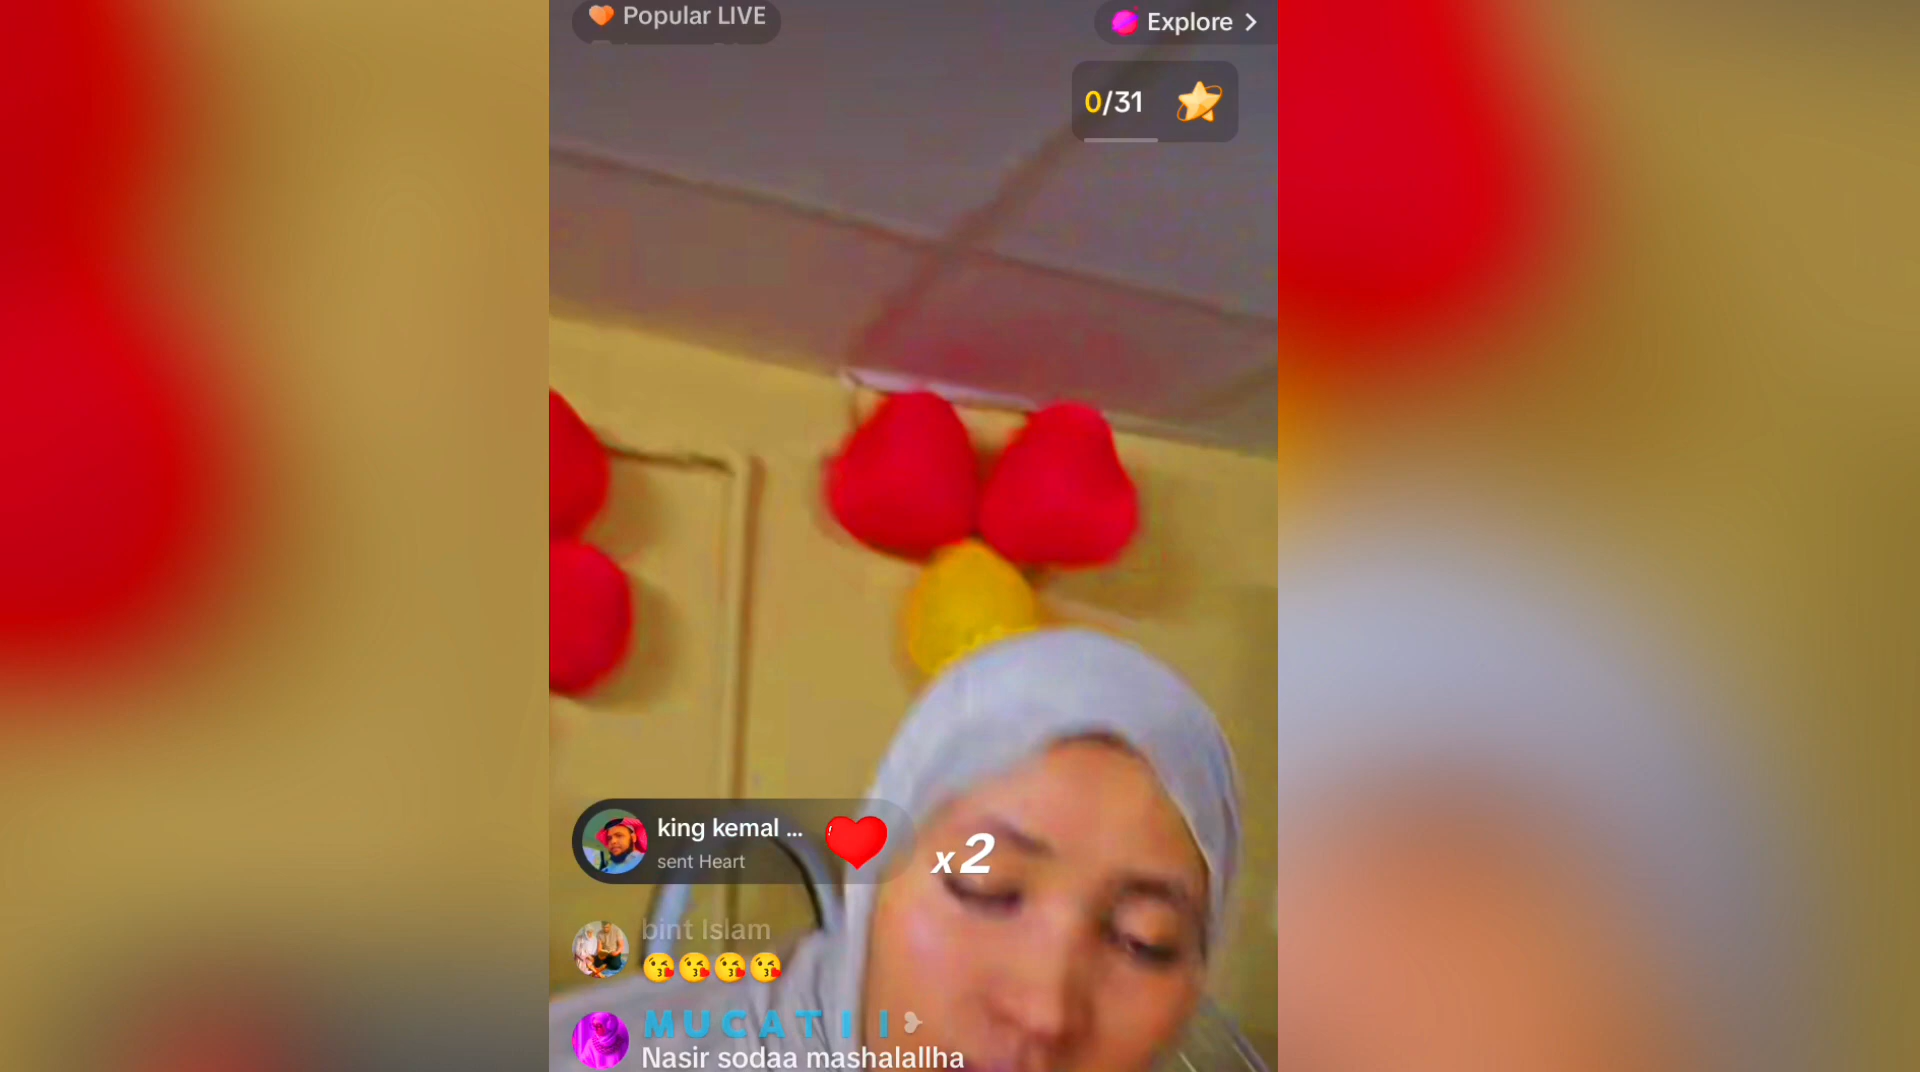 Popular LIVE
Explore >
0/31
king kemal ...
sent Heart
x2
bint Islam
😘😘😘😘
MUCATII
Nasir sodaa mashalallha